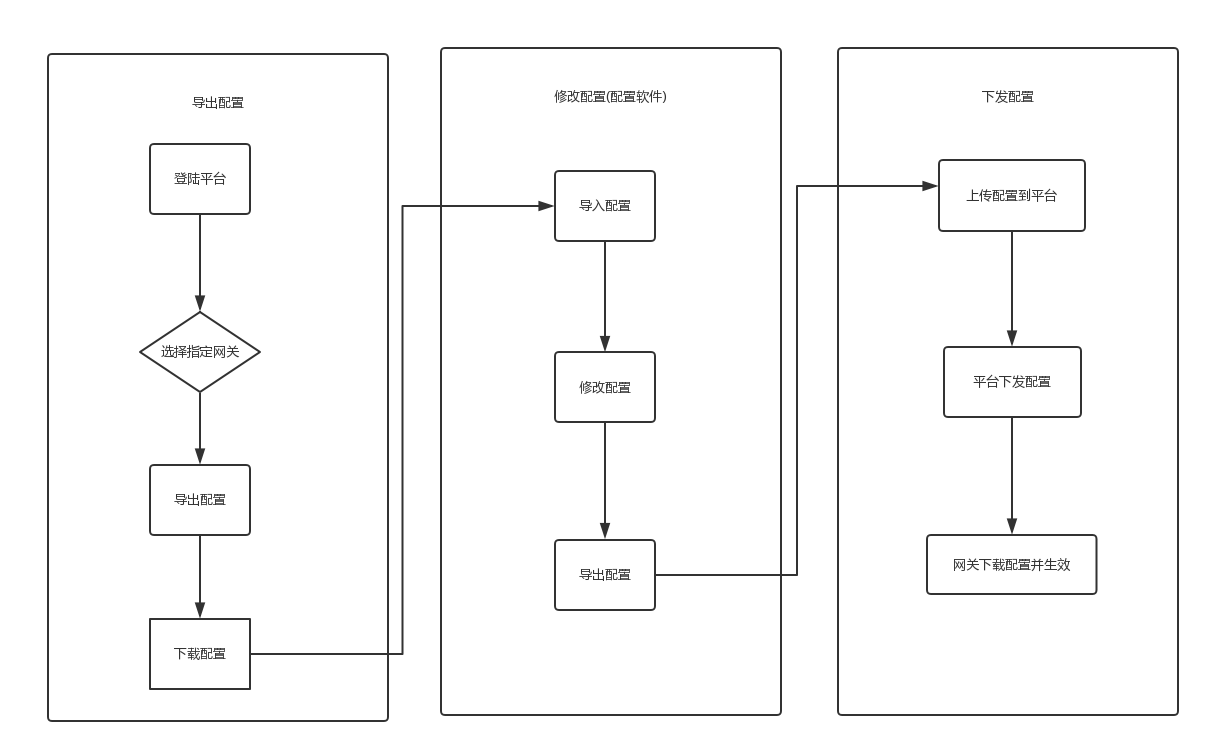 导出配置
登陆平台
选择指定网关
导出配置
下载配置
修改配置(配置软件)
导入配置
修改配置
导出配置
下发配置
上传配置到平台
平台下发配置
网关下载配置并生效